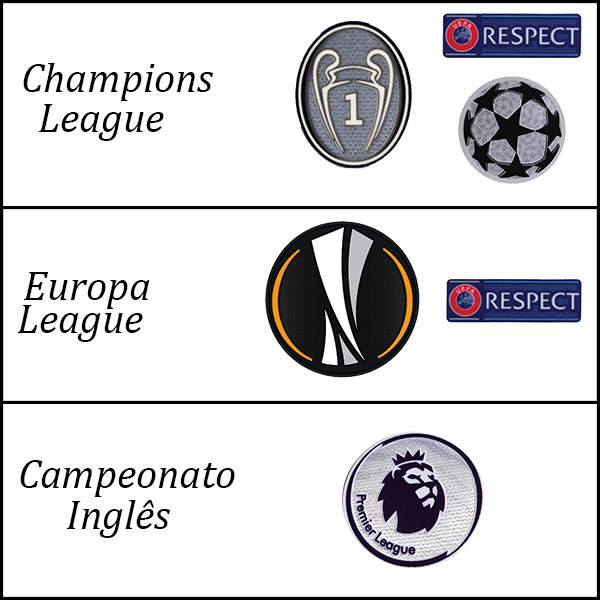 Champions
League
1
UEFA
RESPECT
Europa
League
UEFA
RESPECT
Campeonato
Inglês
Premier League